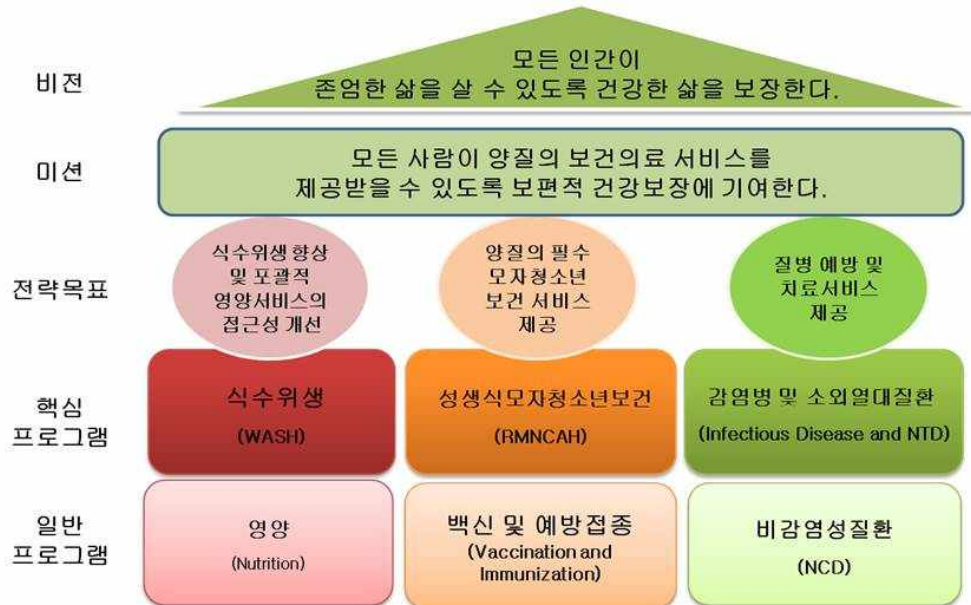 비전
모든 인간이
존엄한 삶을 살 수 있도록 건강한 삶을 보장한다.
미션
모든 사람이 양질의 보건의료 서비스를
제공받을 수 있도록 보편적 건강보장에 기여한다.
전략목표
식수위생 향상
및 포괄적
영양서비스의
접근성 개선
양질의 필수
모자청소년
보건 서비스
제공
질병 예방 및
치료서비스
제공
핵심
프로그램
식수위생
(WASH)
성생식모자청소년보건
(RMNCAH)
감염병 및 소외열대질환
(Infectious Disease and NTD)
일반
프로그램
영양
(Nutrition)
백신 및 예방접종
(Vaccination and
Immunization)
비감염성질환
(NCD)